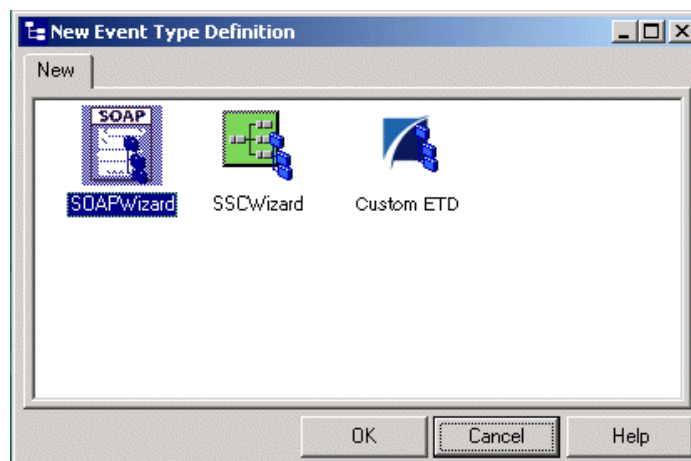 New Event Type Definition
New
SOAP
SOAPWizard SSCWizard Custom ETD
OK Cancel Help